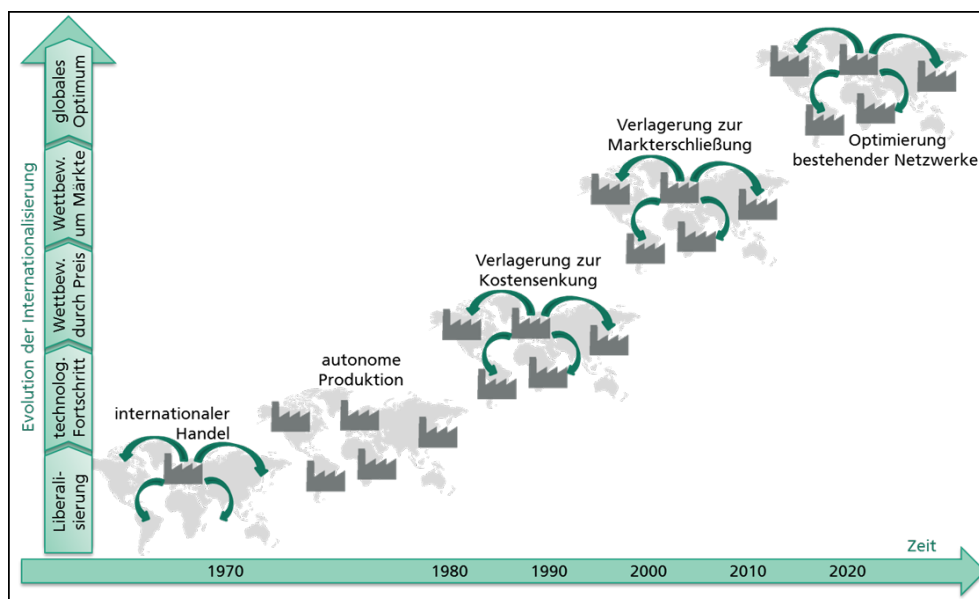 Evolution der Internationalisierung
globales
Optimum
Wettbew.
um Märkte
Wettbew.
durch Preis
technolog.
Fortschritt
Liberali-
sierung
internationaler
Handel
autonome
Produktion
Verlagerung zur
Kostensenkung
Verlagerung zur
Markterschließung
Optimierung
bestehender Netzwerke
Zeit
1970 1980 1990 2000 2010 2020